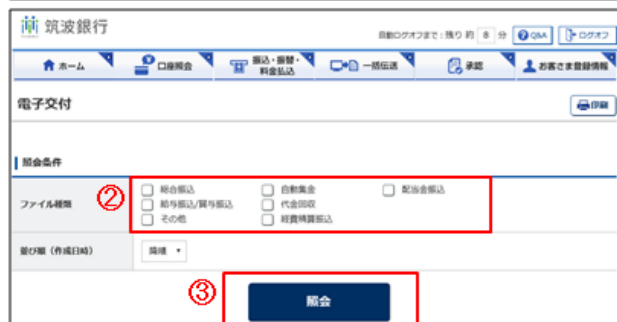 筑波銀行
自動ログオフまで：残り約 8 分 Q&A ログオフ
ホーム 口座照会 振込・振替・料金払込 一括伝送 承認 お客さま登録情報
電子交付 印刷
照会条件
ファイル種類 ② 総合振込 自動集金 配当金振込
給与振込/賞与振込 代金回収
その他 経費精算振込
並び順（作成日時） 降順
③ 照会